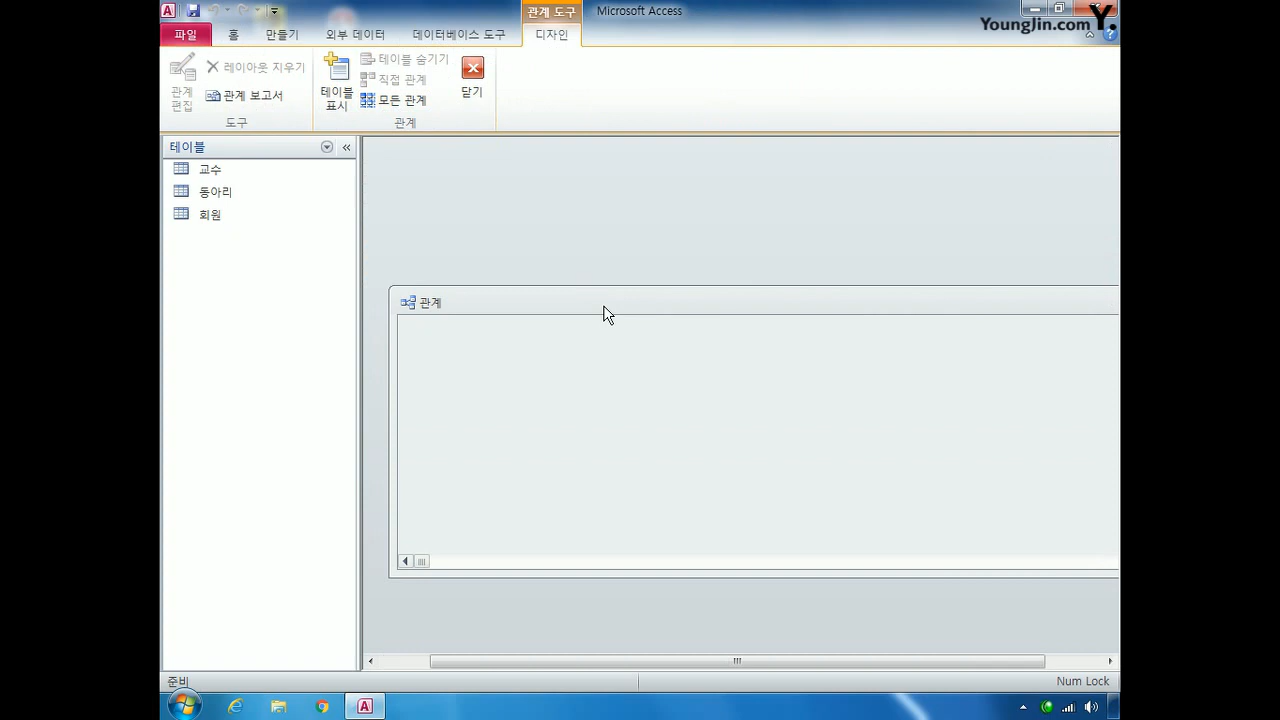 관계 도구
Microsoft Access
YoungJin.com Y.
파일
홈
만들기
외부 데이터
데이터베이스 도구
디자인
관계
편집
레이아웃 지우기
관계 보고서
도구
테이블
표시
테이블 숨기기
직접 관계
모든 관계
관계
닫기
테이블
교수
동아리
회원
관계
준비
Num Lock